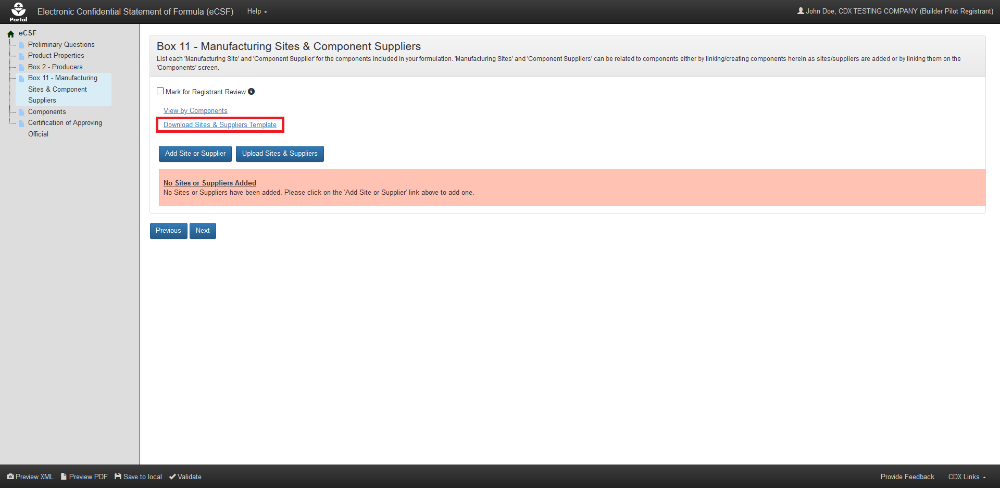 Portal
Electronic Confidential Statement of Formula (eCSF)
Help
John Doe, CDX TESTING COMPANY (Builder Pilot Registrant)
eCSF
Preliminary Questions
Product Properties
Box 2 - Producers
Box 11 - Manufacturing
Sites & Component
Suppliers
Components
Certification of Approving
Official
Box 11 - Manufacturing Sites & Component Suppliers
List each 'Manufacturing Site' and 'Component Supplier' for the components included in your formulation. 'Manufacturing Sites' and 'Component Suppliers' can be related to components either by linking/creating components herein as sites/suppliers are added or by linking them on the
'Components' screen.
Mark for Registrant Review
View by Components
Download Sites & Suppliers Template
Add Site or Supplier
Upload Sites & Suppliers
No Sites or Suppliers Added
No Sites or Suppliers have been added. Please click on the 'Add Site or Supplier' link above to add one.
Previous
Next
Preview XML
Preview PDF
Save to local
Validate
Provide Feedback
CDX Links